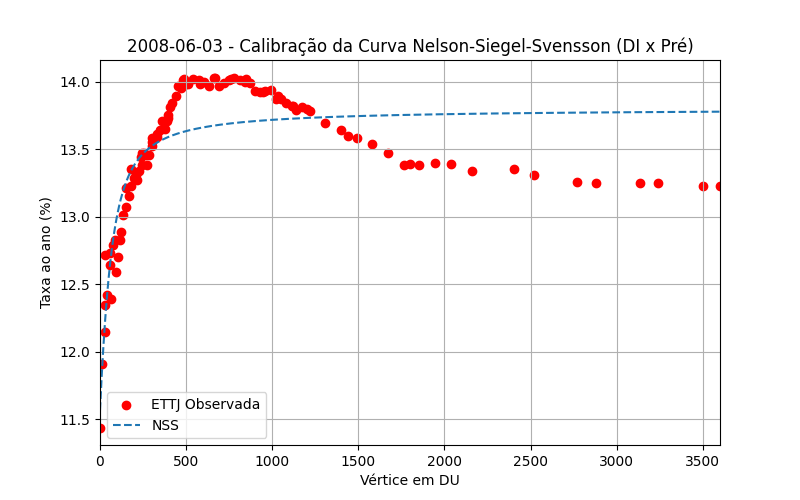 2008-06-03 - Calibração da Curva Nelson-Siegel-Svensson (DI x Pré)
Taxa ao ano (%)
14.0
13.5
13.0
12.5
12.0
11.5
ETTJ Observada
NSS
0 500 1000 1500 2000 2500 3000 3500
Vértice em DU